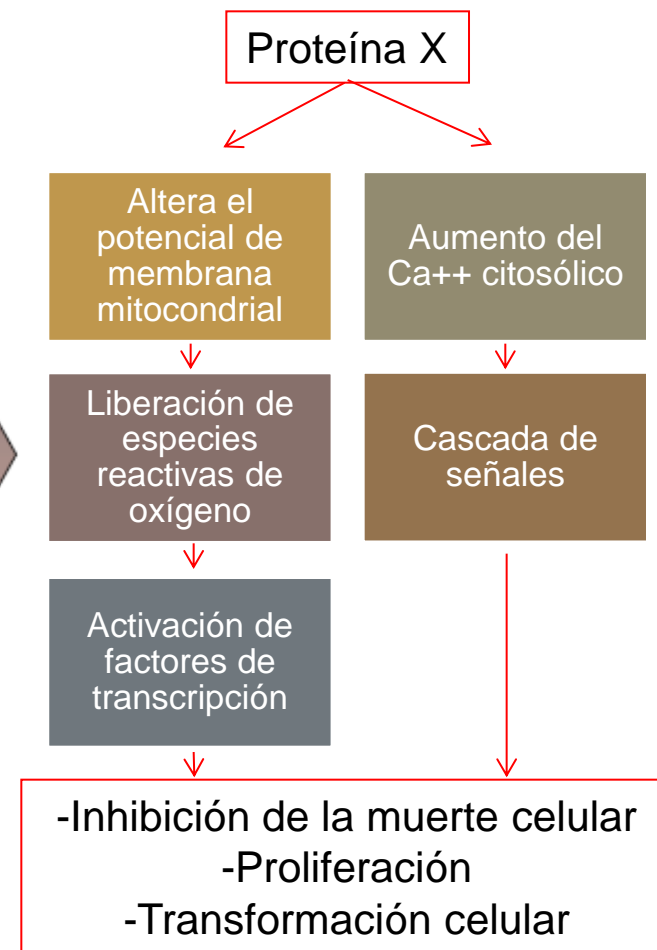 Proteína X
Altera el
potencial de
membrana
mitocondrial
Aumento del
Ca++ citosólico
Liberación de
especies
reactivas de
oxígeno
Cascada de
señales
Activación de
factores de
transcripción
-Inhibición de la muerte celular
-Proliferación
-Transformación celular